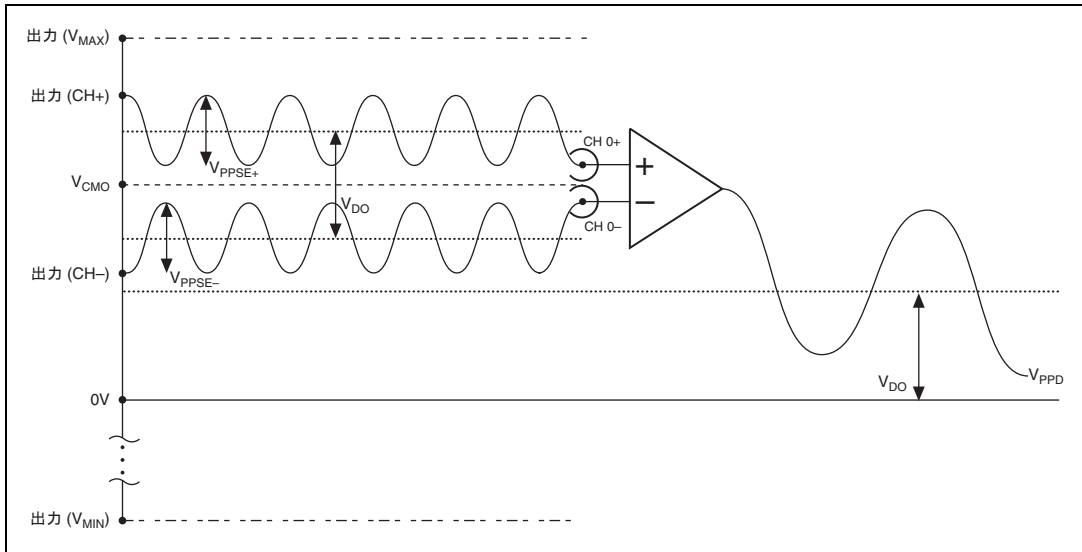 出力 (VMAX)
出力 (CH+)
CH 0+
VPPSE+
+
VCMO
VDO
–
CH 0–
出力 (CH–)
VPPSE–
VDO
VPPD
0V
出力 (VMIN)